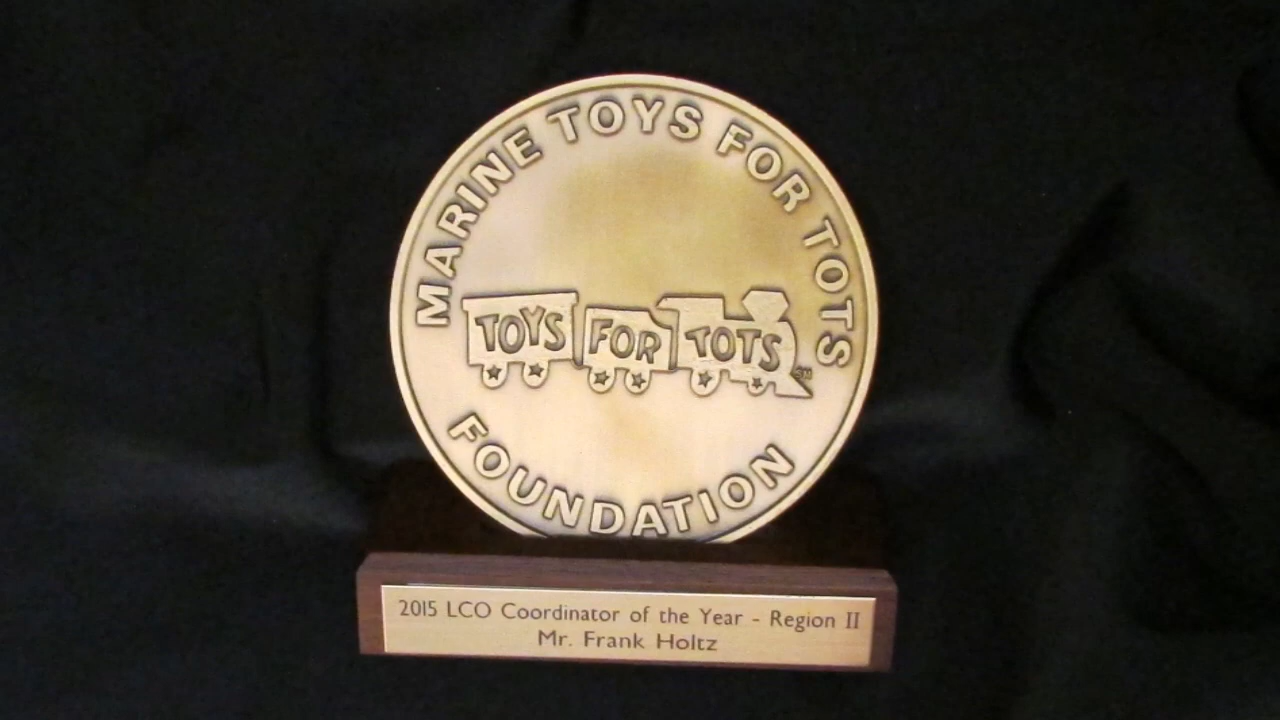 MARINE TOYS FOR TOTS
TOYS FOR TOTS SM
FOUNDATION
2015 LCO Coordinator of the Year - Region II
Mr. Frank Holtz